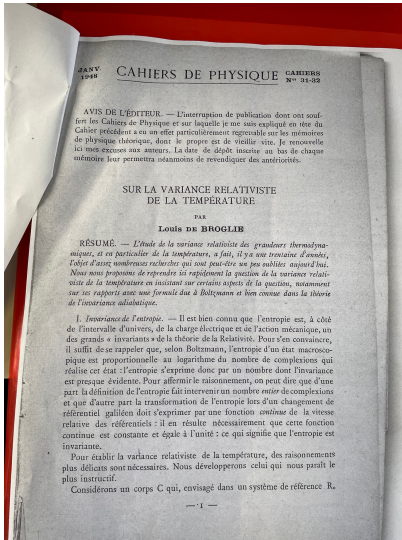 JANV.
1948
CAHIERS DE PHYSIQUE
CAHIERS
Nº 31-32
AVIS DE L'ÉDITEUR. — L'interruption de publication dont ont souf-
fert les Cahiers de Physique et sur laquelle je me suis expliqué en tête du
Cahier précédent a eu un effet particulièrement regrettable sur les mémoires
de physique théorique, dont le propre est de vieillir vite. Je renouvelle
ici mes excuses aux auteurs. La date de dépôt inscrite au bas de chaque
mémoire leur permettra néanmoins de revendiquer des antériorités.
SUR LA VARIANCE RELATIVISTE
DE LA TEMPÉRATURE
PAR
Louis DE BROGLIE
RÉSUMÉ. — L'étude de la variance relativiste des grandeurs thermodyna-
miques, et en particulier de la température, a fait, il y a une trentaine d'années,
l'objet d'assez nombreuses recherches qui sont peut-être un peu oubliées aujourd'hui.
Nous nous proposons de reprendre ici rapidement la question de la variance relati-
viste de la température en insistant sur certains aspects de la question, notamment
sur ses rapports avec une formule due à Boltzmann et bien connue dans la théorie
de l'invariance adiabatique.
I. Invariance de l'entropie. — Il est bien connu que l'entropie est, à côté
de l'intervalle d'univers, de la charge électrique et de l'action mécanique, un
des grands « invariants » de la théorie de la Relativité. Pour s'en convaincre,
il suffit de se rappeler que, selon Boltzmann, l'entropie d'un état macrosco-
pique est proportionnelle au logarithme du nombre de complexions qui
réalise cet état : l'entropie s'exprime donc par un nombre dont l'invariance
est presque évidente. Pour affermir le raisonnement, on peut dire que d'une
part la définition de l'entropie fait intervenir un nombre entier de complexions
et que d'autre part la transformation de l'entropie lors d'un changement de
référentiel galiléen doit s'exprimer par une fonction continue de la vitesse
relative des référentiels : il en résulte nécessairement que cette fonction
continue est constante et égale à l'unité : ce qui signifie que l'entropie est
invariante.
Pour établir la variance relativiste de la température, des raisonnements
plus délicats sont nécessaires. Nous développerons celui qui nous paraît le
plus instructif.
Considérons un corps C qui, envisagé dans un système de référence R₀
— 1 —